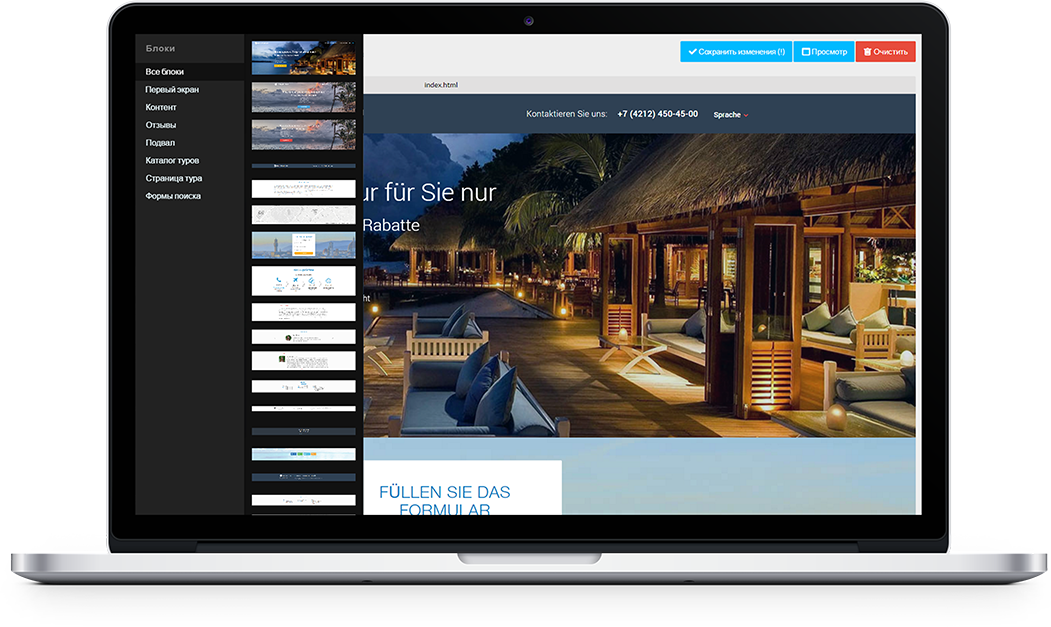 Блоки
Все блоки
Первый экран
Контент
Отзывы
Подвал
Каталог туров
Страница тура
Формы поиска
Сохранить изменения (!)
Просмотр
Очистить
index.html
Kontaktieren Sie uns: +7 (4212) 450-45-00 Sprache
ur für Sie nur
Rabatte
ht
FÜLLEN SIE DAS
FORMULAR